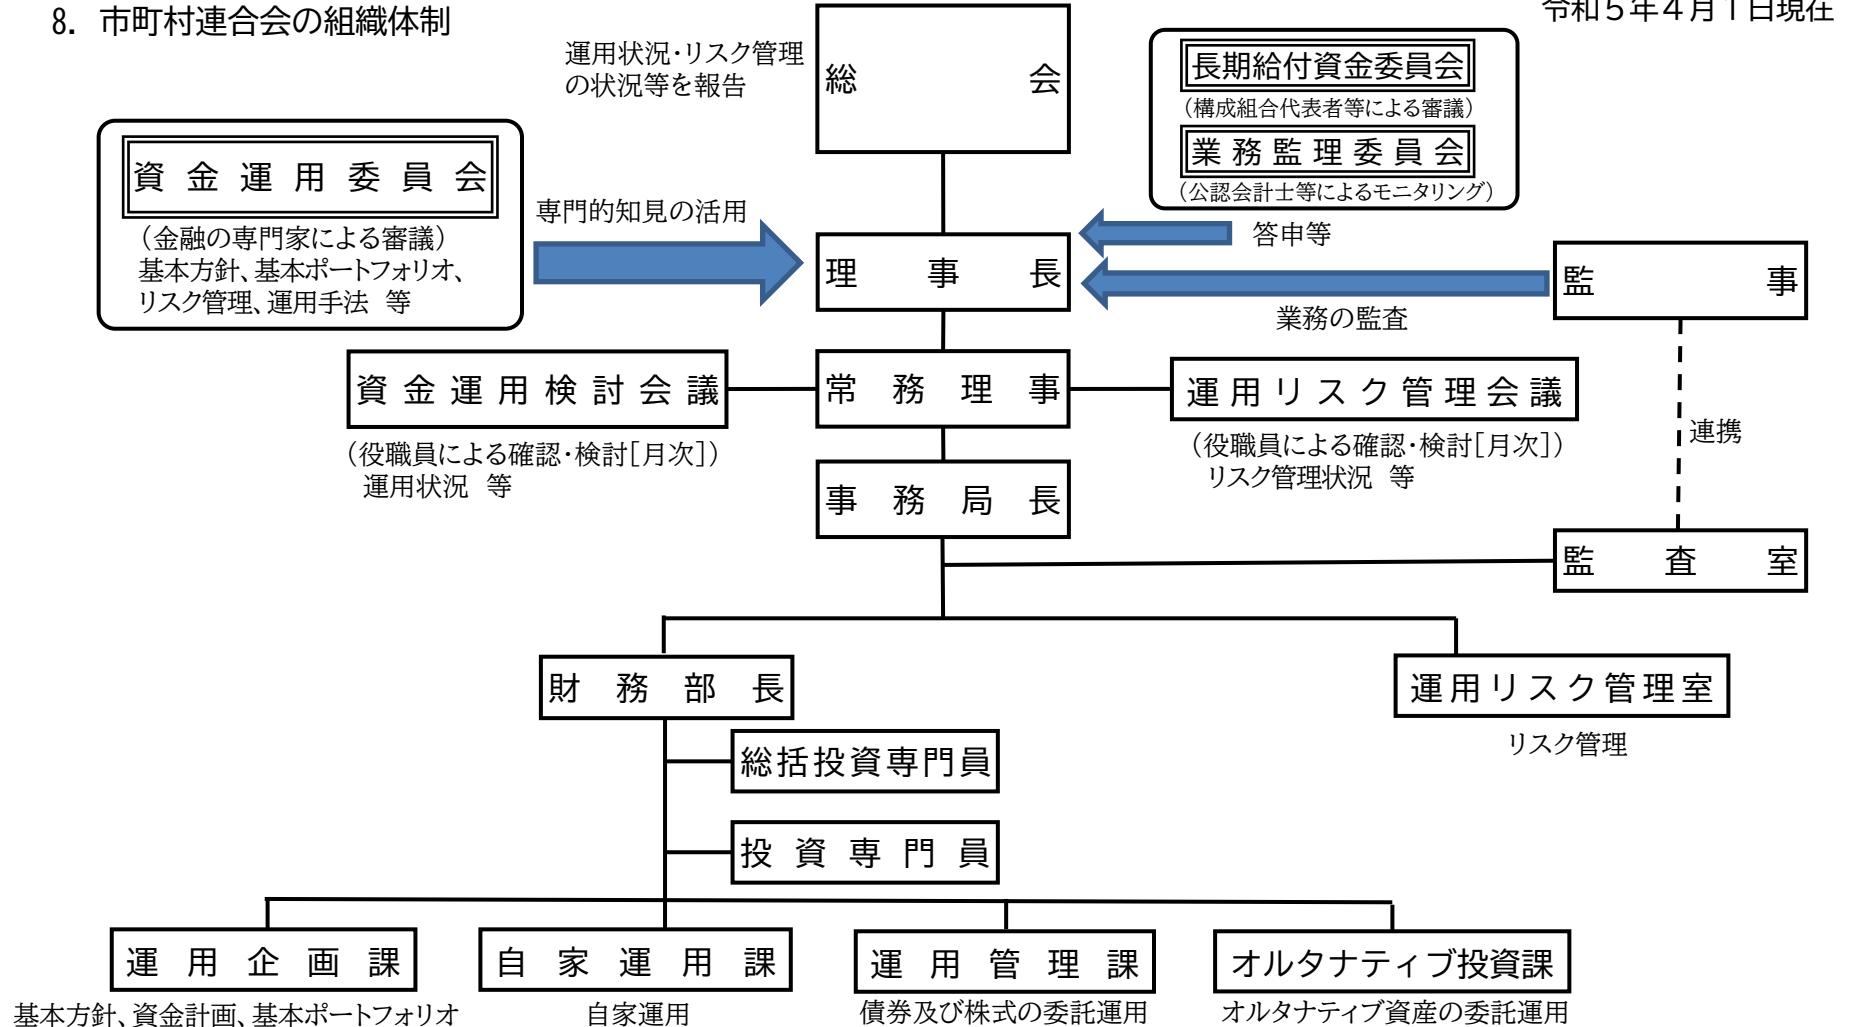 8. 市町村連合会の組織体制
令和5年4月1日現在
運用状況・リスク管理
の状況等を報告
総会
長期給付資金委員会
（構成組合代表者等による審議）
業務監理委員会
（公認会計士等によるモニタリング）
資金運用委員会
（金融の専門家による審議）
基本方針、基本ポートフォリオ、
リスク管理、運用手法 等
専門的知見の活用
答申等
理事長
監事
業務の監査
資金運用検討会議
常務理事
運用リスク管理会議
（役職員による確認・検討[月次]）
運用状況 等
（役職員による確認・検討[月次]）
リスク管理状況 等
連携
事務局長
監査室
財務部長
運用リスク管理室
リスク管理
総括投資専門員
投資専門員
運用企画課
自家運用課
運用管理課
オルタナティブ投資課
基本方針、資金計画、基本ポートフォリオ
自家運用
債券及び株式の委託運用
オルタナティブ資産の委託運用